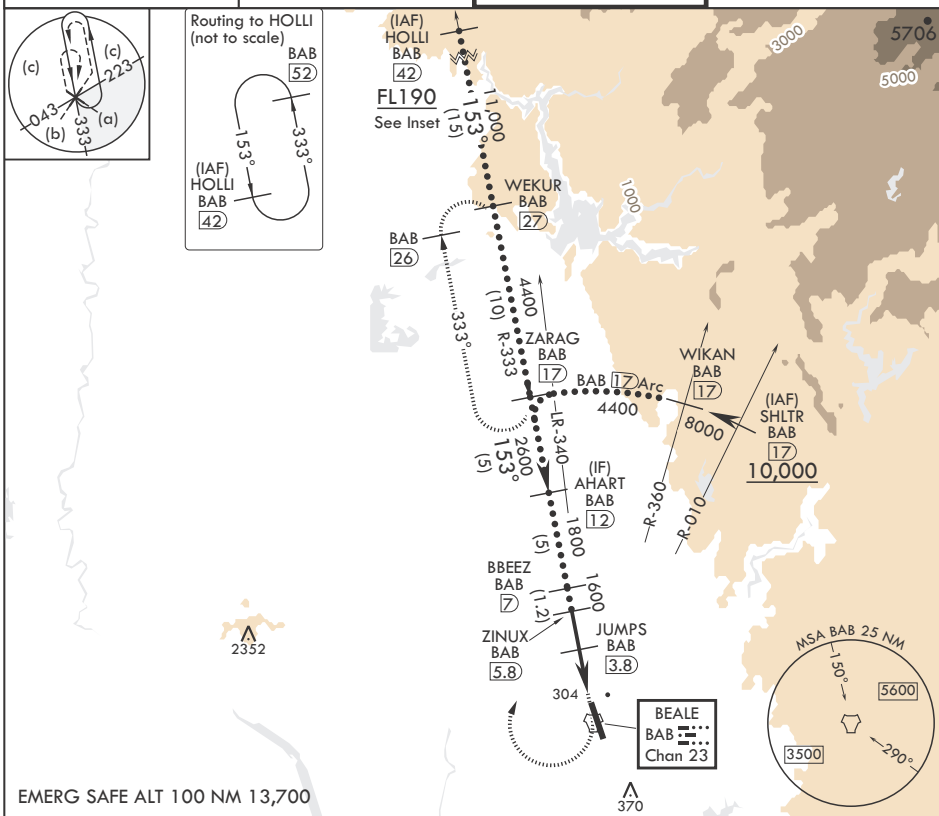 (c)
(c)
223
043
(b)
(a)
333
Routing to HOLLI
(not to scale)
BAB
52
153°
333°
(IAF)
HOLLI
BAB
42
(IAF)
HOLLI
BAB
42
FL190
See Inset
11,000
153°
(15)
3000
5706
5000
1000
WEKUR
BAB
27
BAB
26
333°
4400
(10)
R-333
ZARAG
BAB
17
BAB 17 Arc
4400
WIKAN
BAB
17
8000
(IAF)
SHLTR
BAB
17
10,000
LR-340
2600
153°
(5)
R-360
R-010
(IF)
AHART
BAB
12
1800
(5)
BBEEZ
BAB
7
(1.2)
1600
ZINUX
BAB
5.8
JUMPS
BAB
3.8
2352
304
BEALE
BAB
Chan 23
370
MSA BAB 25 NM
150°
5600
3500
290°
EMERG SAFE ALT 100 NM 13,700